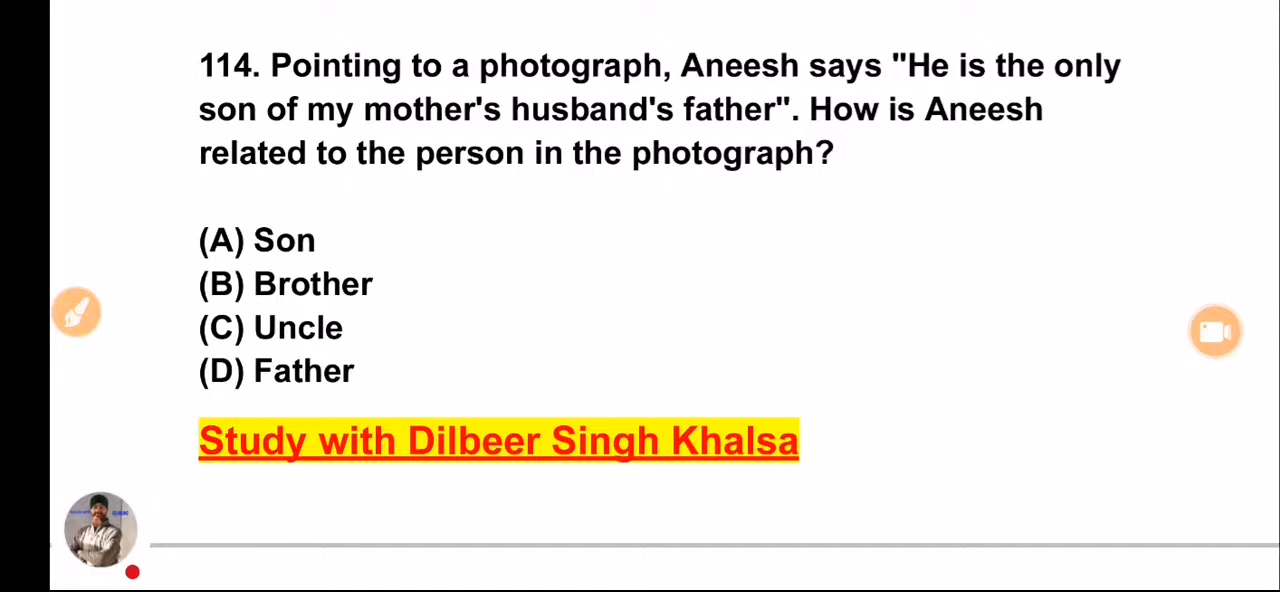 114. Pointing to a photograph, Aneesh says "He is the only
son of my mother's husband's father". How is Aneesh
related to the person in the photograph?
(A) Son
(B) Brother
(C) Uncle
(D) Father
Study with Dilbeer Singh Khalsa